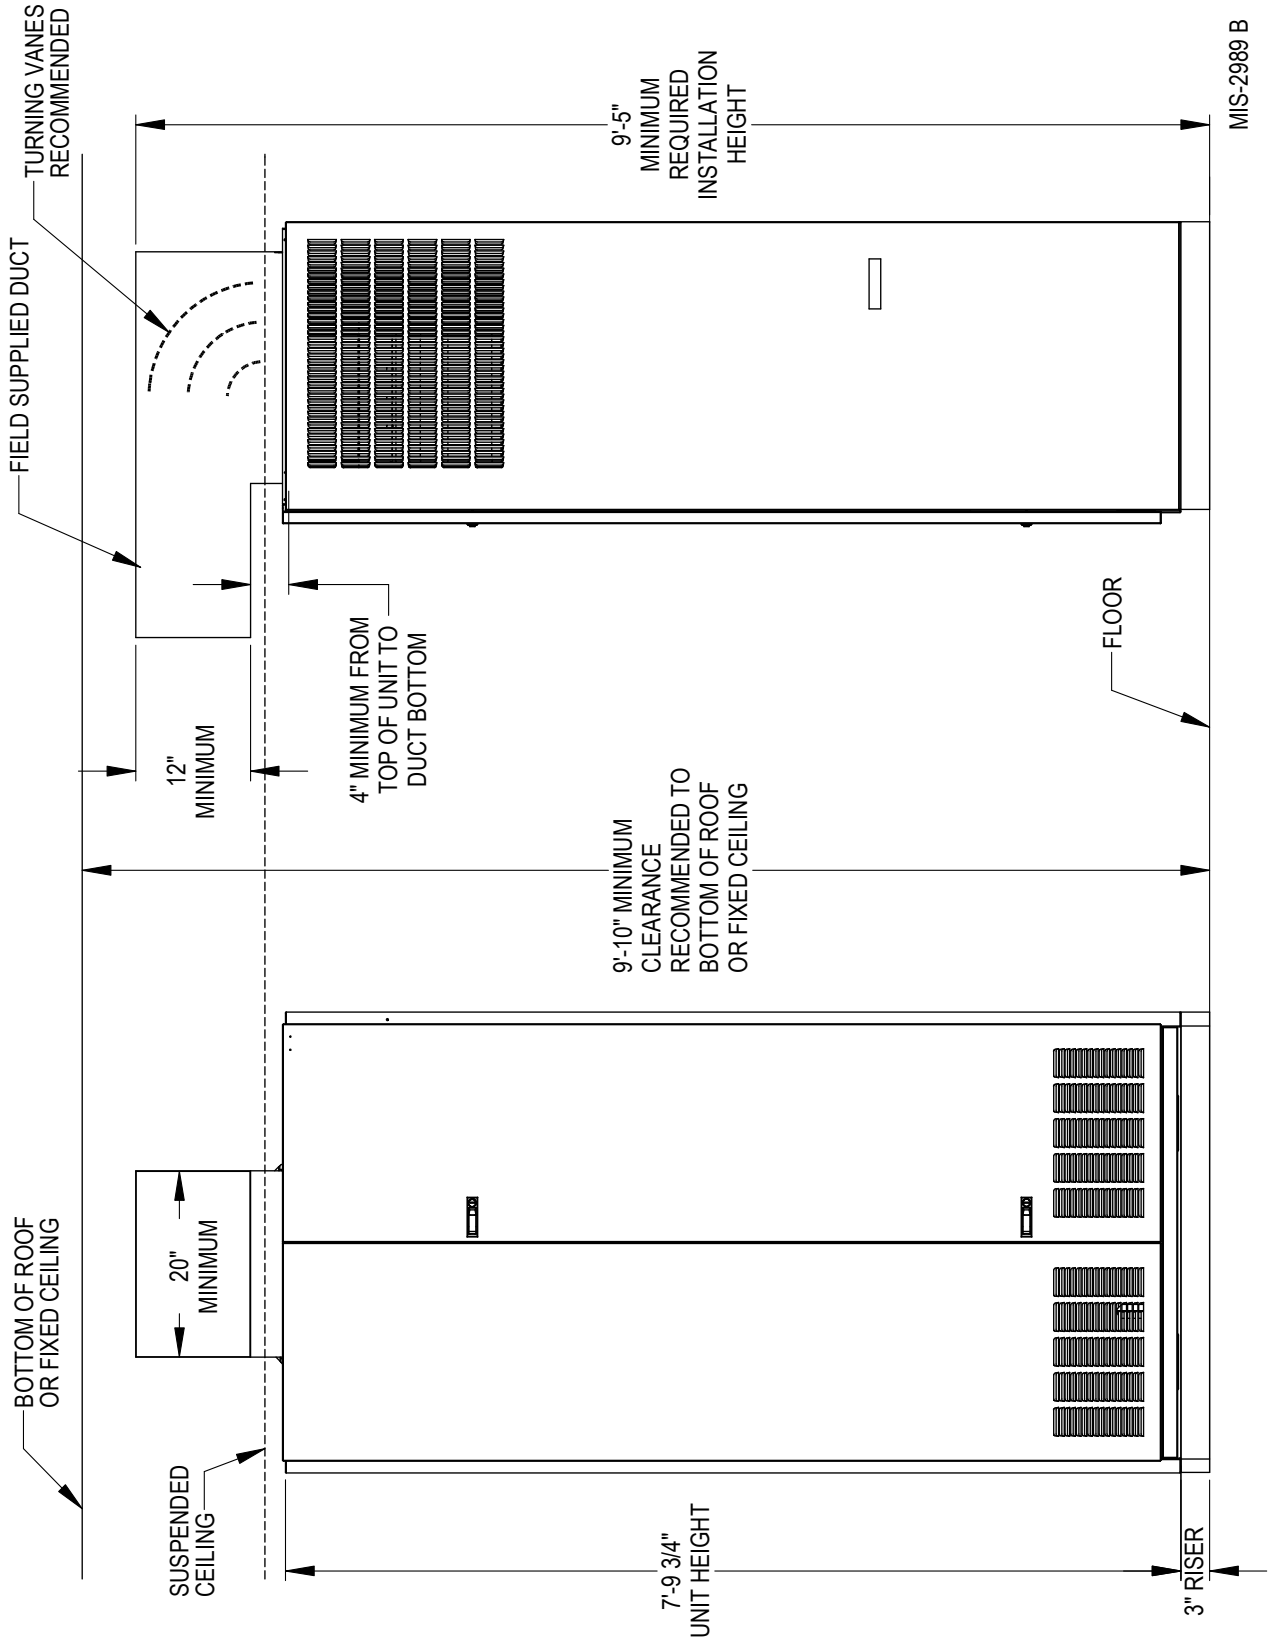 BOTTOM OF ROOF
OR FIXED CEILING
SUSPENDED
CEILING
20"
MINIMUM
7'-9 3/4"
UNIT HEIGHT
3" RISER
9'-10" MINIMUM
CLEARANCE
RECOMMENDED TO
BOTTOM OF ROOF
OR FIXED CEILING
12"
MINIMUM
4" MINIMUM FROM
TOP OF UNIT TO
DUCT BOTTOM
FLOOR
FIELD SUPPLIED DUCT
TURNING VANES
RECOMMENDED
9'-5"
MINIMUM
REQUIRED
INSTALLATION
HEIGHT
MIS-2989 B